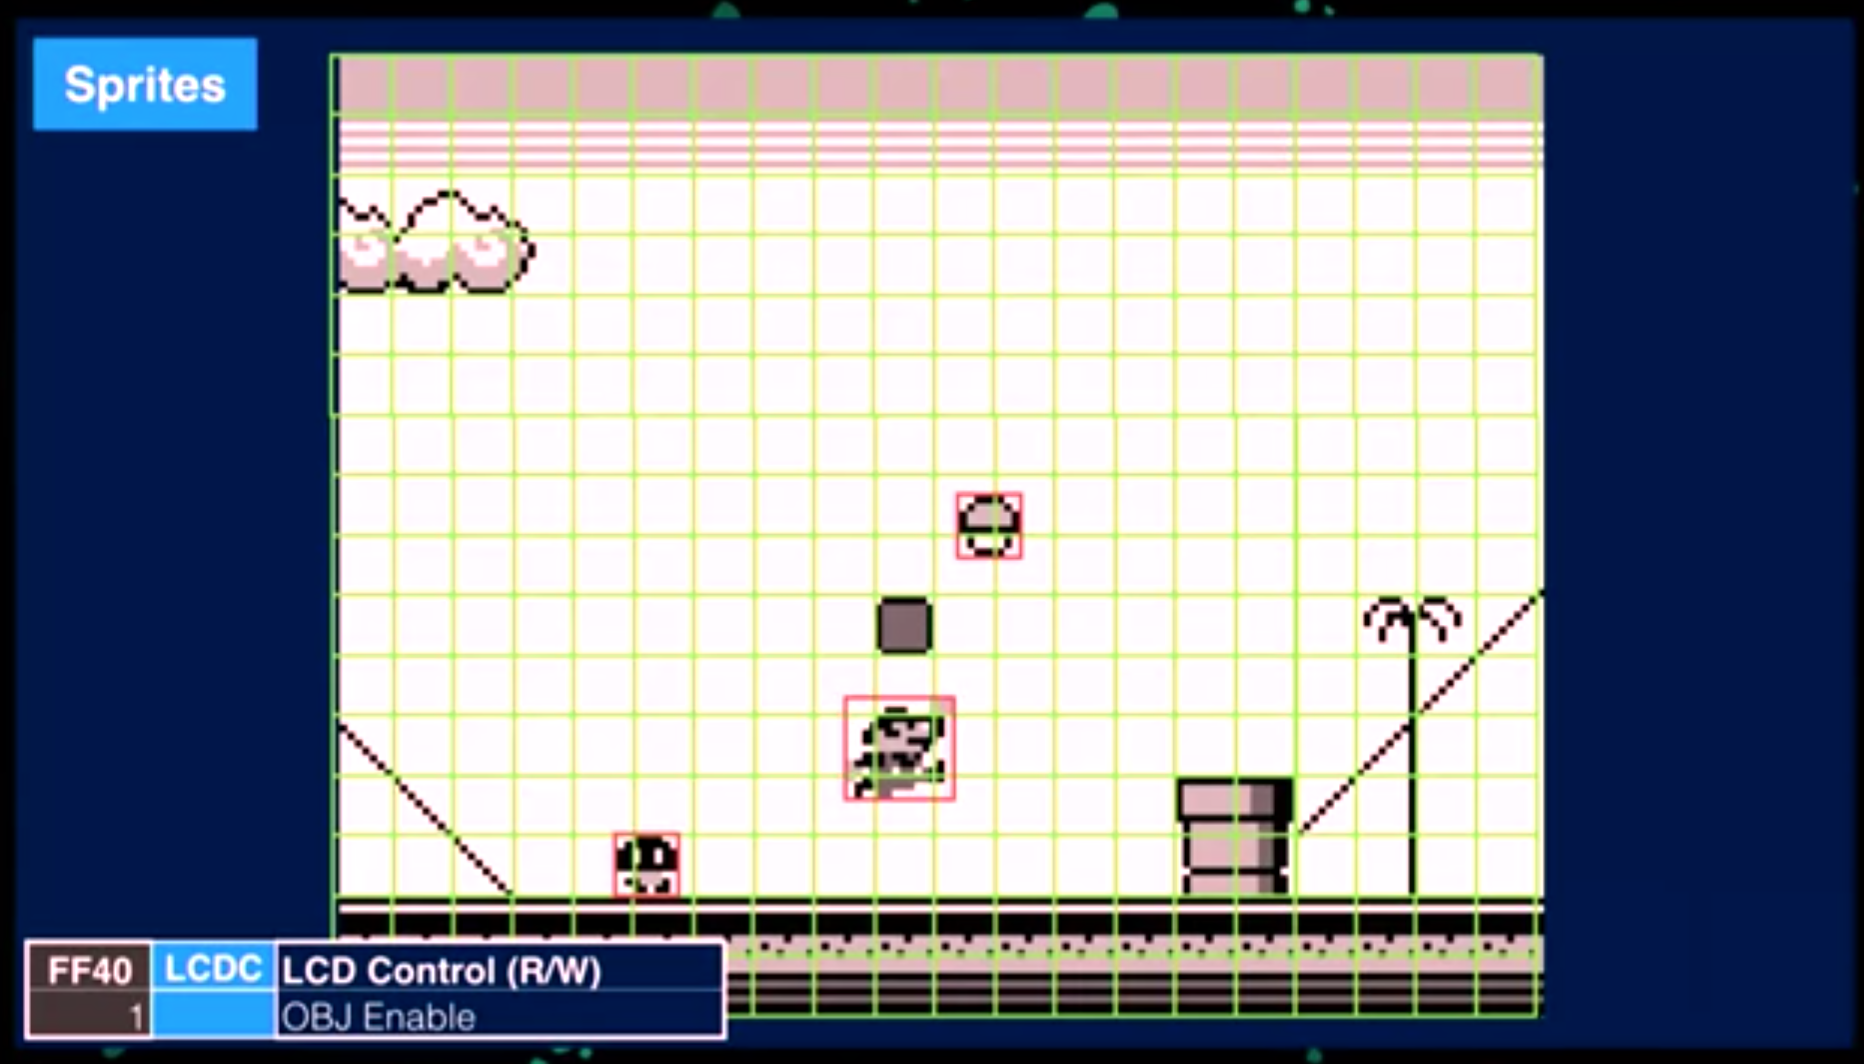 Sprites
FF40 LCDC LCD Control (R/W)
1 OBJ Enable